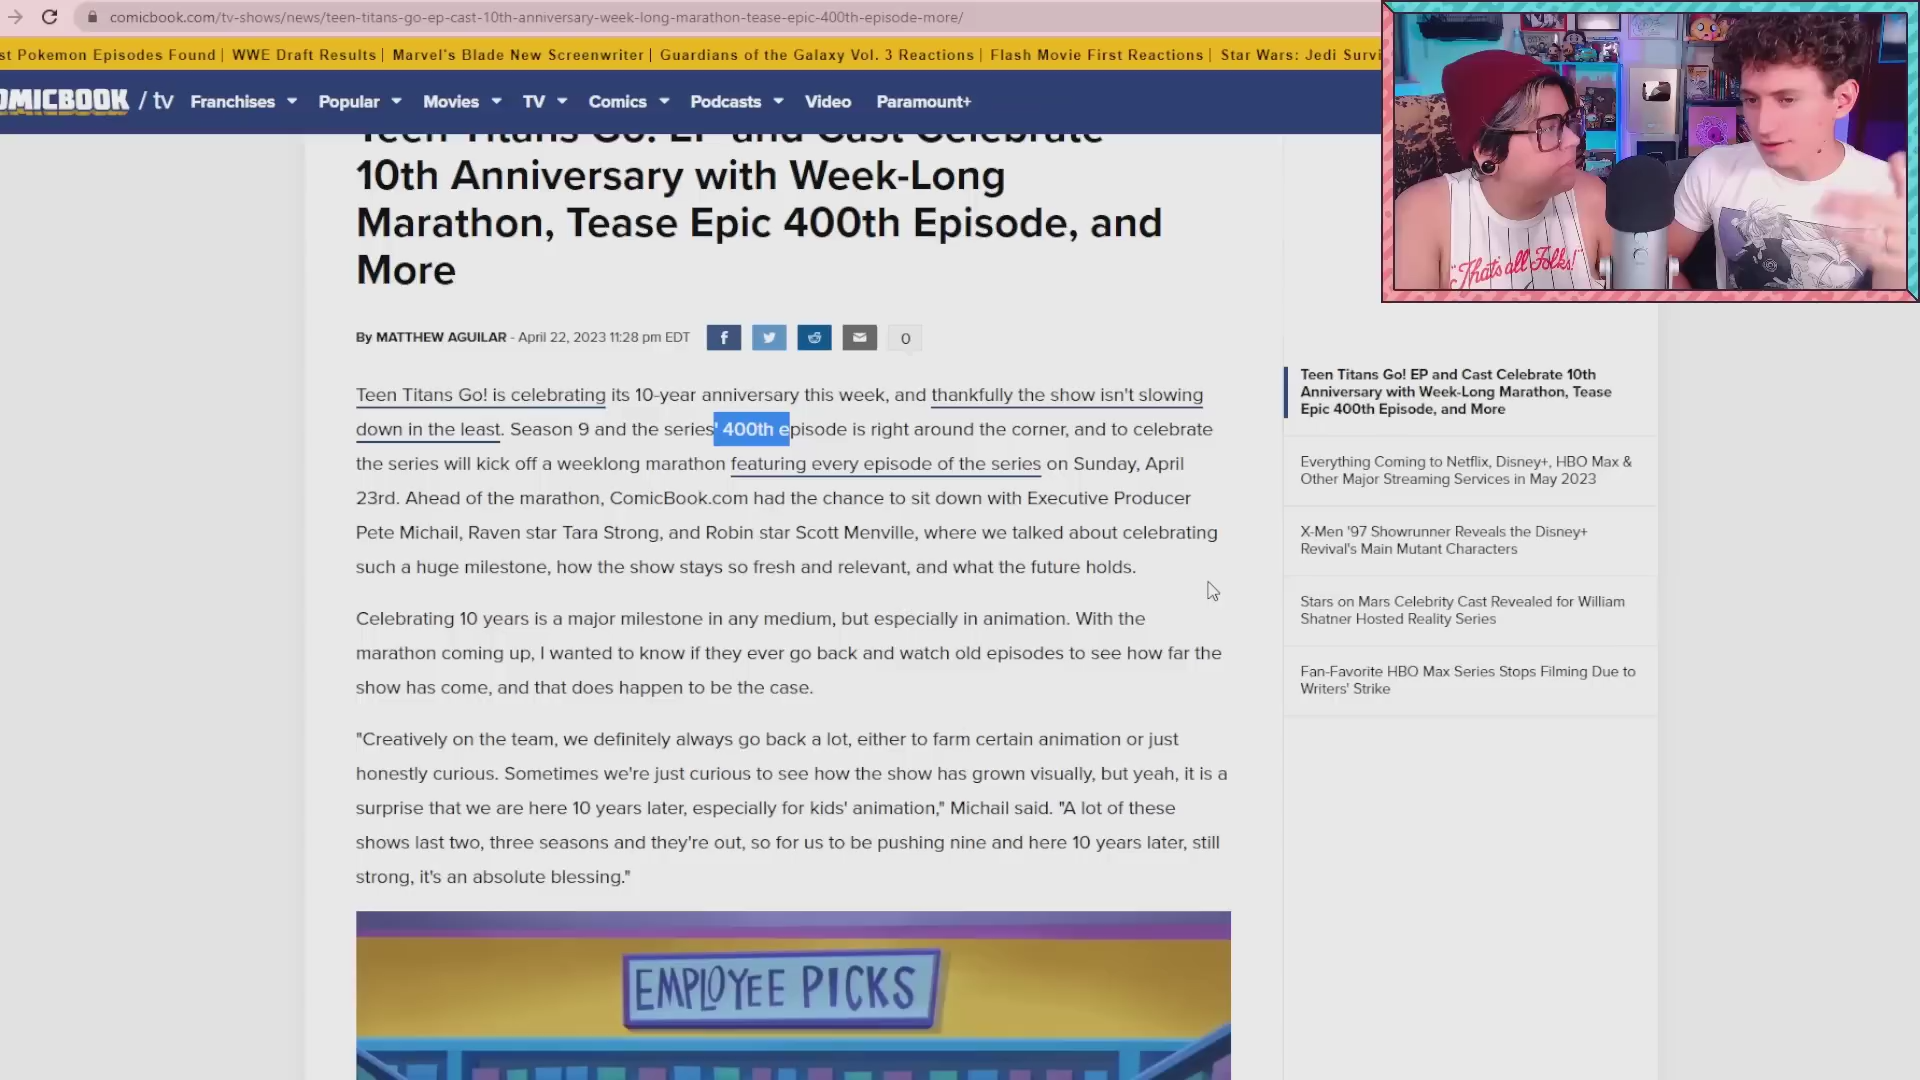 comicbook.com/tv-shows/news/teen-titans-go-ep-cast-10th-anniversary-week-long-marathon-tease-epic-400th-episode-more/
st Pokemon Episodes Found | WWE Draft Results | Marvel's Blade New Screenwriter | Guardians of the Galaxy Vol. 3 Reactions | Flash Movie First Reactions | Star Wars: Jedi Survi
OMICBOOK / tv Franchises Popular Movies TV Comics Podcasts Video Paramount+
Teen Titans Go! EP and Cast Celebrate
10th Anniversary with Week-Long
Marathon, Tease Epic 400th Episode, and
More
By MATTHEW AGUILAR - April 22, 2023 11:28 pm EDT f 0
Teen Titans Go! is celebrating its 10-year anniversary this week, and thankfully the show isn't slowing
down in the least. Season 9 and the series' 400th episode is right around the corner, and to celebrate
the series will kick off a weeklong marathon featuring every episode of the series on Sunday, April
23rd. Ahead of the marathon, ComicBook.com had the chance to sit down with Executive Producer
Pete Michail, Raven star Tara Strong, and Robin star Scott Menville, where we talked about celebrating
such a huge milestone, how the show stays so fresh and relevant, and what the future holds.
Celebrating 10 years is a major milestone in any medium, but especially in animation. With the
marathon coming up, I wanted to know if they ever go back and watch old episodes to see how far the
show has come, and that does happen to be the case.
"Creatively on the team, we definitely always go back a lot, either to farm certain animation or just
honestly curious. Sometimes we're just curious to see how the show has grown visually, but yeah, it is a
surprise that we are here 10 years later, especially for kids' animation," Michail said. "A lot of these
shows last two, three seasons and they're out, so for us to be pushing nine and here 10 years later, still
strong, it's an absolute blessing."
EMPLOYEE PICKS
Teen Titans Go! EP and Cast Celebrate 10th
Anniversary with Week-Long Marathon, Tease
Epic 400th Episode, and More
Everything Coming to Netflix, Disney+, HBO Max &
Other Major Streaming Services in May 2023
X-Men '97 Showrunner Reveals the Disney+
Revival's Main Mutant Characters
Stars on Mars Celebrity Cast Revealed for William
Shatner Hosted Reality Series
Fan-Favorite HBO Max Series Stops Filming Due to
Writers' Strike
"That's all Folks!"